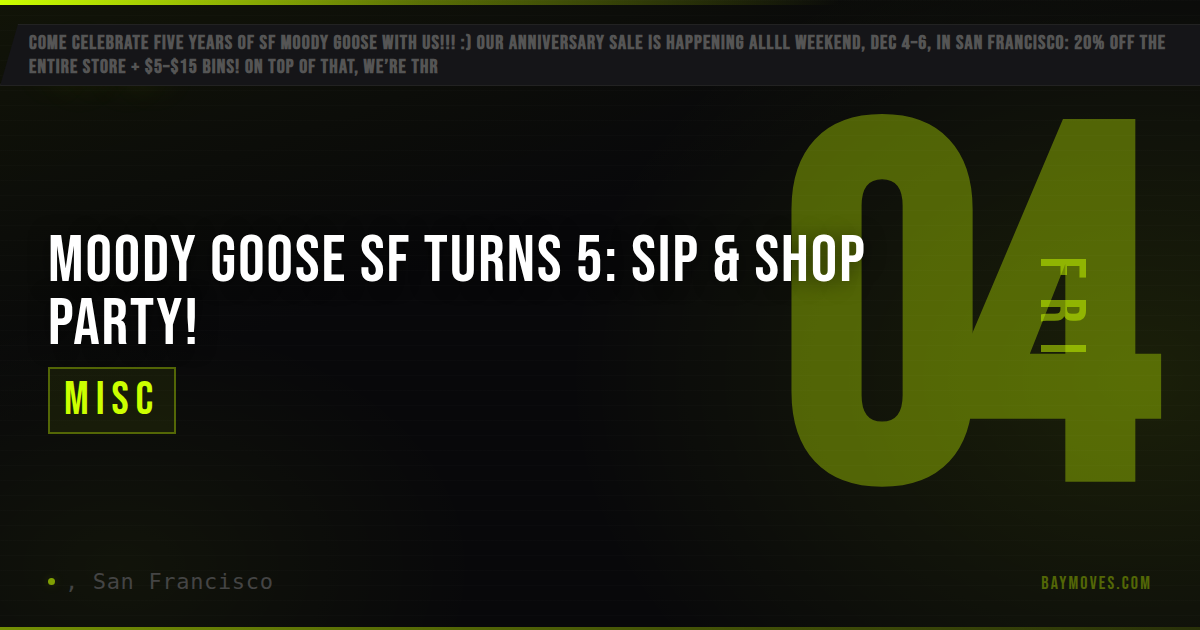 COME CELEBRATE FIVE YEARS OF SF MOODY GOOSE WITH US!!! :) OUR ANNIVERSARY SALE IS HAPPENING ALLLL WEEKEND, DEC 4–6, IN SAN FRANCISCO: 20% OFF THE
ENTIRE STORE + $5–$15 BINS! ON TOP OF THAT, WE'RE THR
04
FRI
MOODY GOOSE SF TURNS 5: SIP & SHOP
PARTY!
MISC
, San Francisco
BAYMOVES.COM